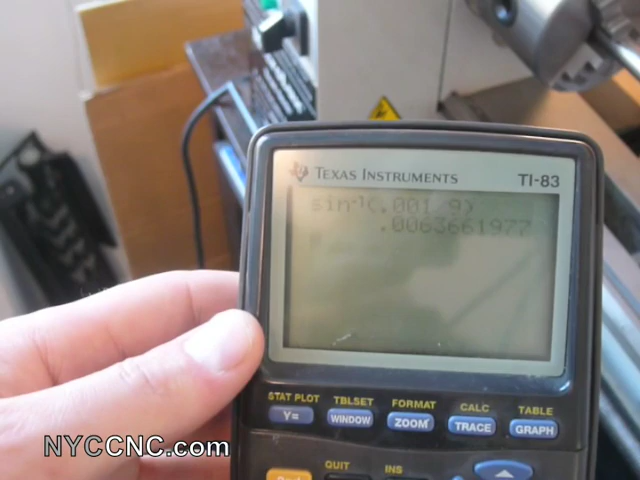 TEXAS INSTRUMENTS TI-83
sin⁻¹(.001/9)
.0063661977
STAT PLOT TBLSET FORMAT CALC TABLE
Y= WINDOW ZOOM TRACE GRAPH
QUIT INS
NYCCNC.com